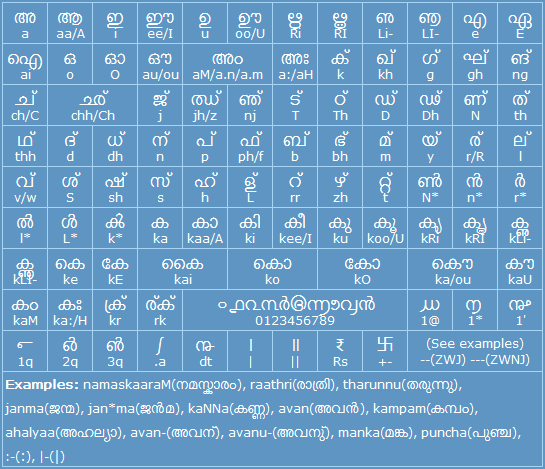 അ ആ ഇ ഈ ഉ ഊ ഋ ൠ ഌ ൡ എ ഏ
a aa/A i ee/I u oo/U Ri RI Li- LI- e E
ഐ ഒ ഓ ഔ അം അഃ ക് ഖ് ഗ് ഘ് ങ്
ai o O au/ou aM/a.n/a.m a:/aH k kh g gh ng
ച് ഛ് ജ് ഝ് ഞ് ട് ഠ് ഡ് ഢ് ണ് ത്
ch/C chh/Ch j jh/z nj T Th D Dh N th
ഥ് ദ് ധ് ന് പ് ഫ് ബ് ഭ് മ് യ് ര് ല്
thh d dh n p ph/f b bh m y r/R l
വ് ശ് ഷ് സ് ഹ് ള് റ് ഴ് റ്റ് ൺ ൻ ർ
v/w S sh s h L rr zh t N* n* r*
ൽ ൾ ൿ ക കാ കി കീ കു കൂ കൃ കൄ കൢ
l* L* k* ka kaa/A ki kee/I ku koo/U kRi kRI kLi-
കൣ കെ കേ കൈ കൊ കോ കൌ കൗ
kLI- ke kE kai ko kO ka/ou kaU
കം കഃ ക്ര് ര്ക് ൦൧൨൩൪൫൬൭൮൯ ൰ ൱ ൲
kaM ka:/H kr rk 0123456789 1@ 1* 1'
൳ ൴ ൵ ഽ ൹ | || ₹ 卐 (See examples)
1q 2q 3q .a dt | || Rs +- --(ZWJ) ---(ZWNJ)
Examples: namaskaaraM(നമസ്കാരം), raathri(രാത്രി), tharunnu(തരുന്നു),
janma(ജന്മ), jan*ma(ജൻമ), kaNNa(കണ്ണ), avan(അവൻ), kampam(കമ്പം),
ahalyaa(അഹല്യാ), avan-(അവന്), avanu-(അവനു്), manka(മങ്ക), puncha(പുഞ്ച),
:-(:), |-(|)